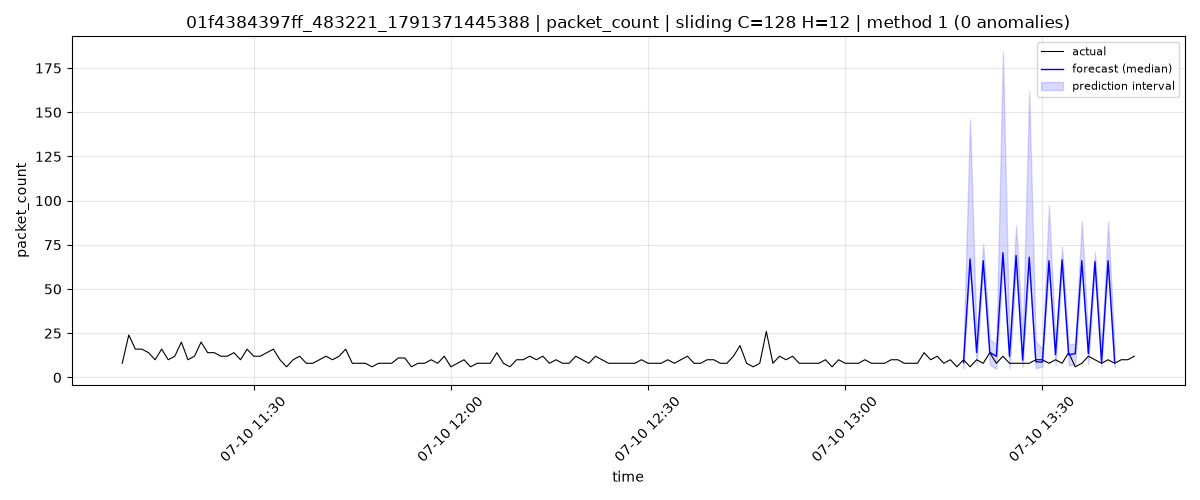 01f4384397ff_483221_1791371445388 | packet_count | sliding C=128 H=12 | method 1 (0 anomalies)
actual
forecast (median)
prediction interval
packet_count
175
150
125
100
75
50
25
0
07-10 11:30
07-10 12:00
07-10 12:30
07-10 13:00
07-10 13:30
time